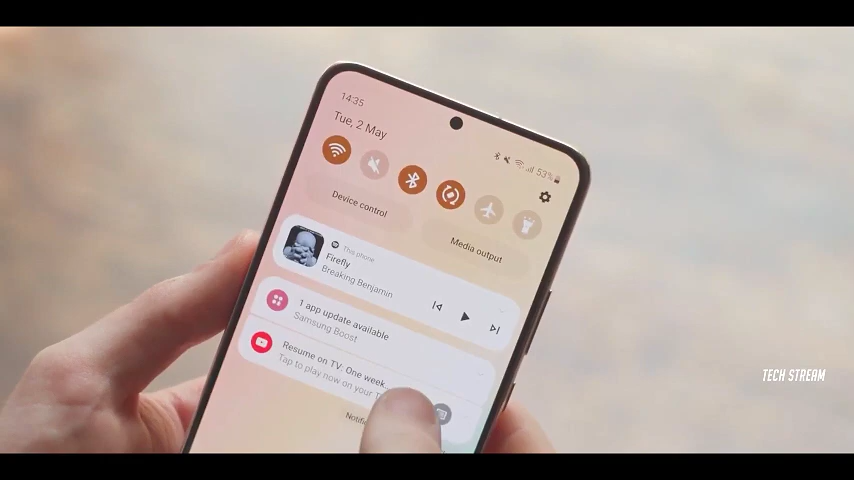 14:35
Tue, 2 May
53%
Device control
Media output
This phone
Firefly
Breaking Benjamin
1 app update available
Samsung Boost
Resume on TV: One week...
Tap to play now on your
TECH STREAM